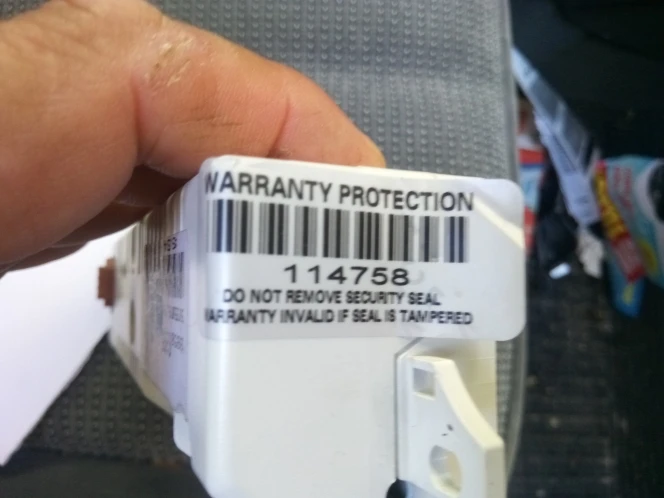 WARRANTY PROTECTION
114758
DO NOT REMOVE SECURITY SEAL
WARRANTY INVALID IF SEAL IS TAMPERED